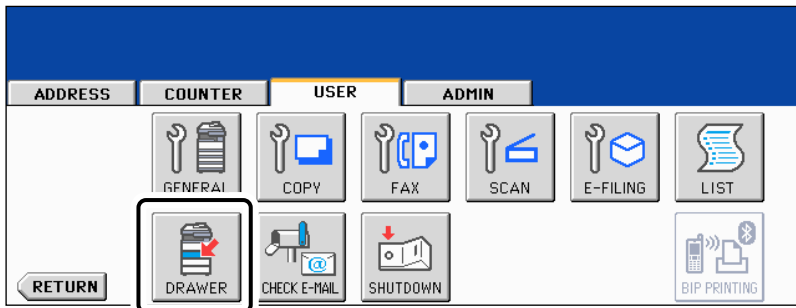 ADDRESS COUNTER USER ADMIN
GENERAL COPY FAX SCAN E-FILING LIST
@
RETURN DRAWER CHECK E-MAIL SHUTDOWN BIP PRINTING